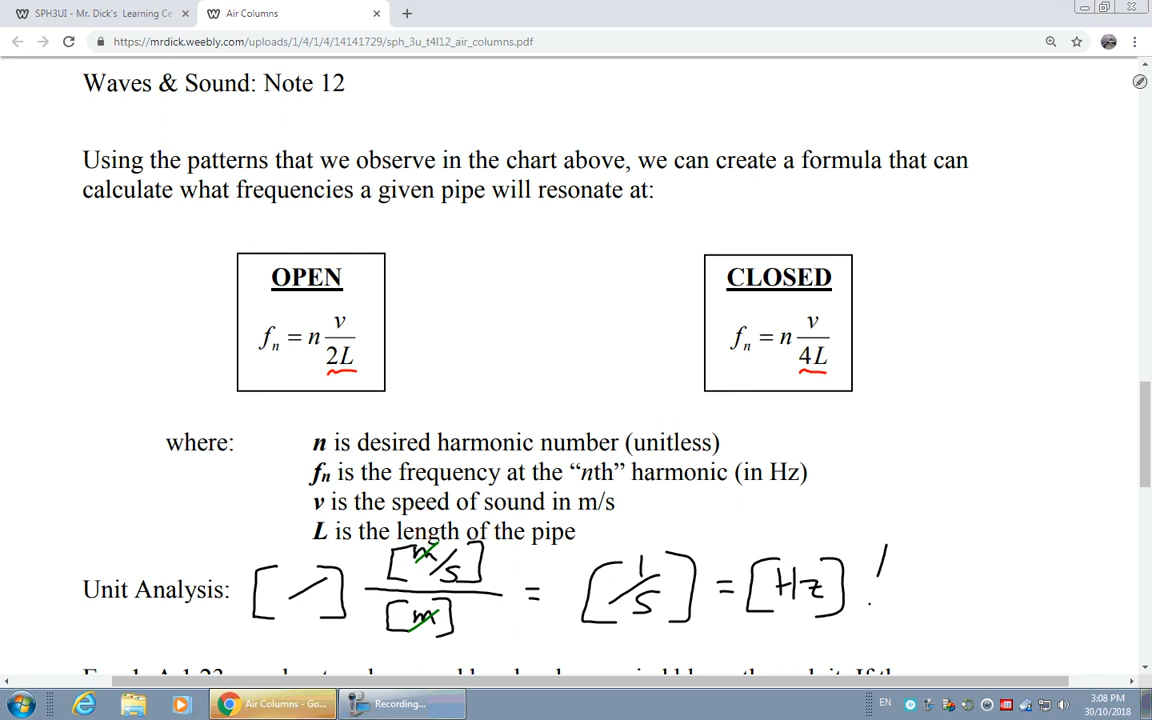 SPH3UI - Mr. Dick's Learning Ce
Air Columns
https://mrdick.weebly.com/uploads/1/4/1/4/14141729/sph_3u_t4l12_air_columns.pdf
Waves & Sound: Note 12
Using the patterns that we observe in the chart above, we can create a formula that can
calculate what frequencies a given pipe will resonate at:
OPEN
fₙ = n v/2L
CLOSED
fₙ = n v/4L
where:
n is desired harmonic number (unitless)
fₙ is the frequency at the “nth” harmonic (in Hz)
v is the speed of sound in m/s
L is the length of the pipe
Unit Analysis: [ / ] [m/s]/[m] = [1/s] = [Hz] !
Air Columns - Go...
Recording...
EN
3:08 PM
30/10/2018